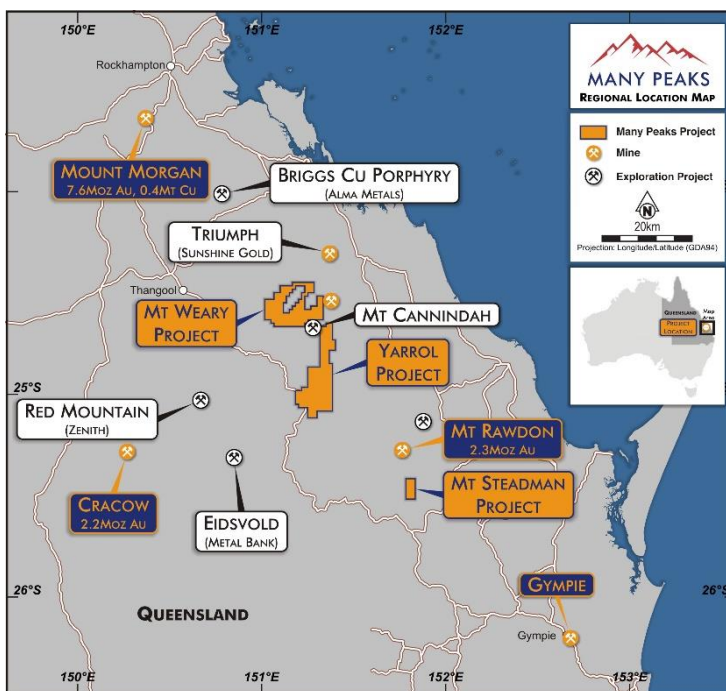 150°E
151°E
152°E
Rockhampton
MOUNT MORGAN
7.6MOZ AU, 0.4MT CU
BRIGGS CU PORPHYRY
(ALMA METALS)
TRIUMPH
(SUNSHINE GOLD)
Thangool
MT WEARY
PROJECT
MT CANNINDAH
YARROL
PROJECT
25°S
RED MOUNTAIN
(ZENITH)
MT RAWDON
2.3MOZ AU
CRACOW
2.2MOZ AU
EIDSVOLD
(METAL BANK)
MT STEADMAN
PROJECT
26°S
26°S
GYMPIE
Gympie
QUEENSLAND
150°E
151°E
152°E
153°E
MANY PEAKS
REGIONAL LOCATION MAP
Many Peaks Project
Mine
Exploration Project
N
20km
Projection: Longitude/Latitude (GDA94)
QUEENSLAND
Map
Area
PROJECT
LOCATION